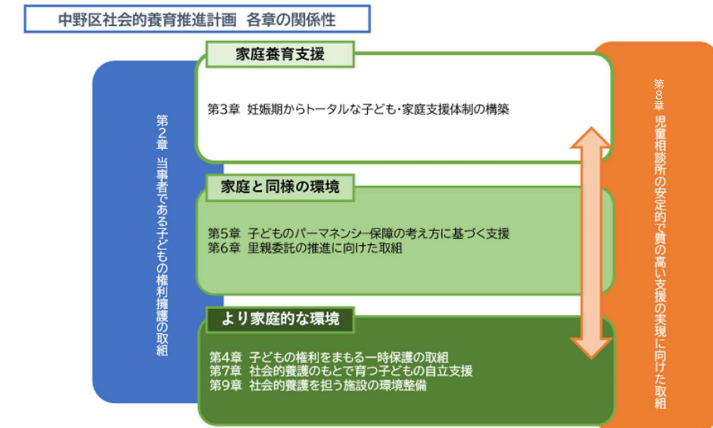 中野区社会的養育推進計画 各章の関係性
家庭養育支援
第3章 妊娠期からトータルな子ども・家庭支援体制の構築
家庭と同様の環境
第5章 子どものパーマネンシー保障の考え方に基づく支援
第6章 里親委託の推進に向けた取組
より家庭的な環境
第4章 子どもの権利をまもる一時保護の取組
第7章 社会的養護のもとで育つ子どもの自立支援
第9章 社会的養護を担う施設の環境整備
第2章 当事者である子どもの権利擁護の取組
第8章 児童相談所の安定的で質の高い支援の実現に向けた取組